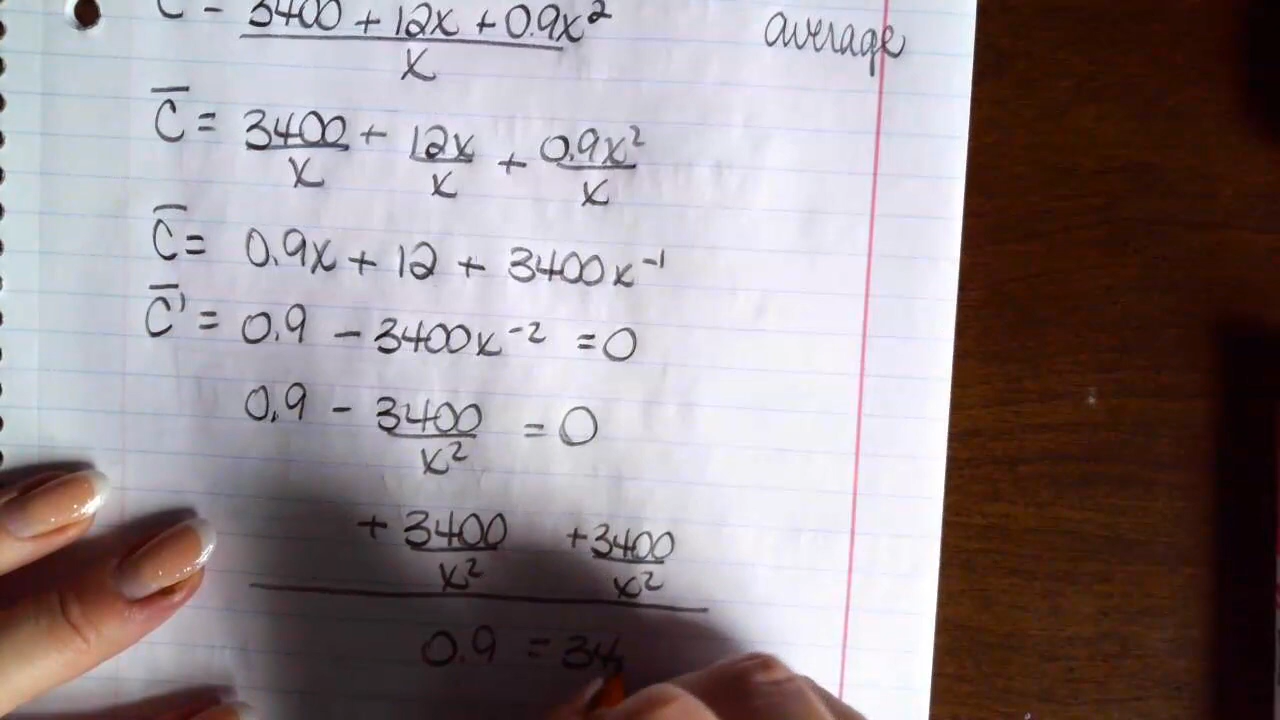 C̅ = 3400 + 12x + 0.9x² / x average
C̅ = 3400/x + 12x/x + 0.9x²/x
C̅ = 0.9x + 12 + 3400x⁻¹
C̅' = 0.9 - 3400x⁻² = 0
0.9 - 3400/x² = 0
+ 3400/x² + 3400/x²
0.9 = 34